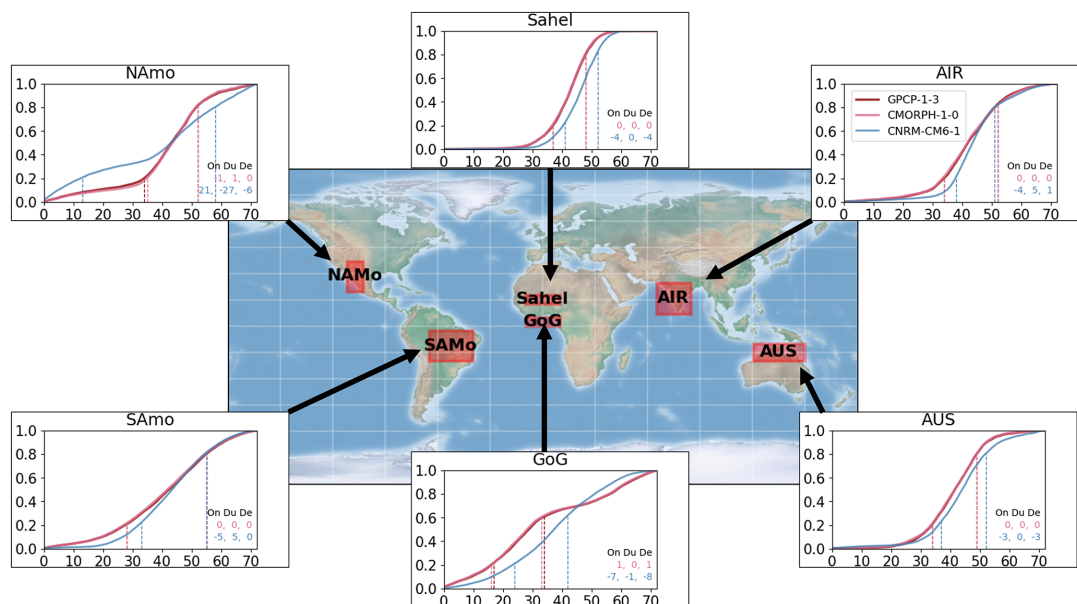 Sahel
1.0
0.8
0.6
0.4
0.2
0.0
On Du De
0, 0, 0
-4, 0, -4
0 10 20 30 40 50 60 70
NAmo
1.0
0.8
0.6
0.4
0.2
0.0
On Du De
1, 1, 0
21, -27, -6
0 10 20 30 40 50 60 70
AIR
1.0
0.8
0.6
0.4
0.2
0.0
GPCP-1-3
CMORPH-1-0
CNRM-CM6-1
On Du De
0, 0, 0
-4, 5, 1
0 10 20 30 40 50 60 70
NAMo
Sahel
GoG
AIR
SAMo
AUS
SAmo
1.0
0.8
0.6
0.4
0.2
0.0
On Du De
0, 0, 0
-5, 5, 0
0 10 20 30 40 50 60 70
GoG
1.0
0.8
0.6
0.4
0.2
0.0
On Du De
1, 0, 1
-7, -1, -8
0 10 20 30 40 50 60 70
AUS
1.0
0.8
0.6
0.4
0.2
0.0
On Du De
0, 0, 0
-3, 0, -3
0 10 20 30 40 50 60 70